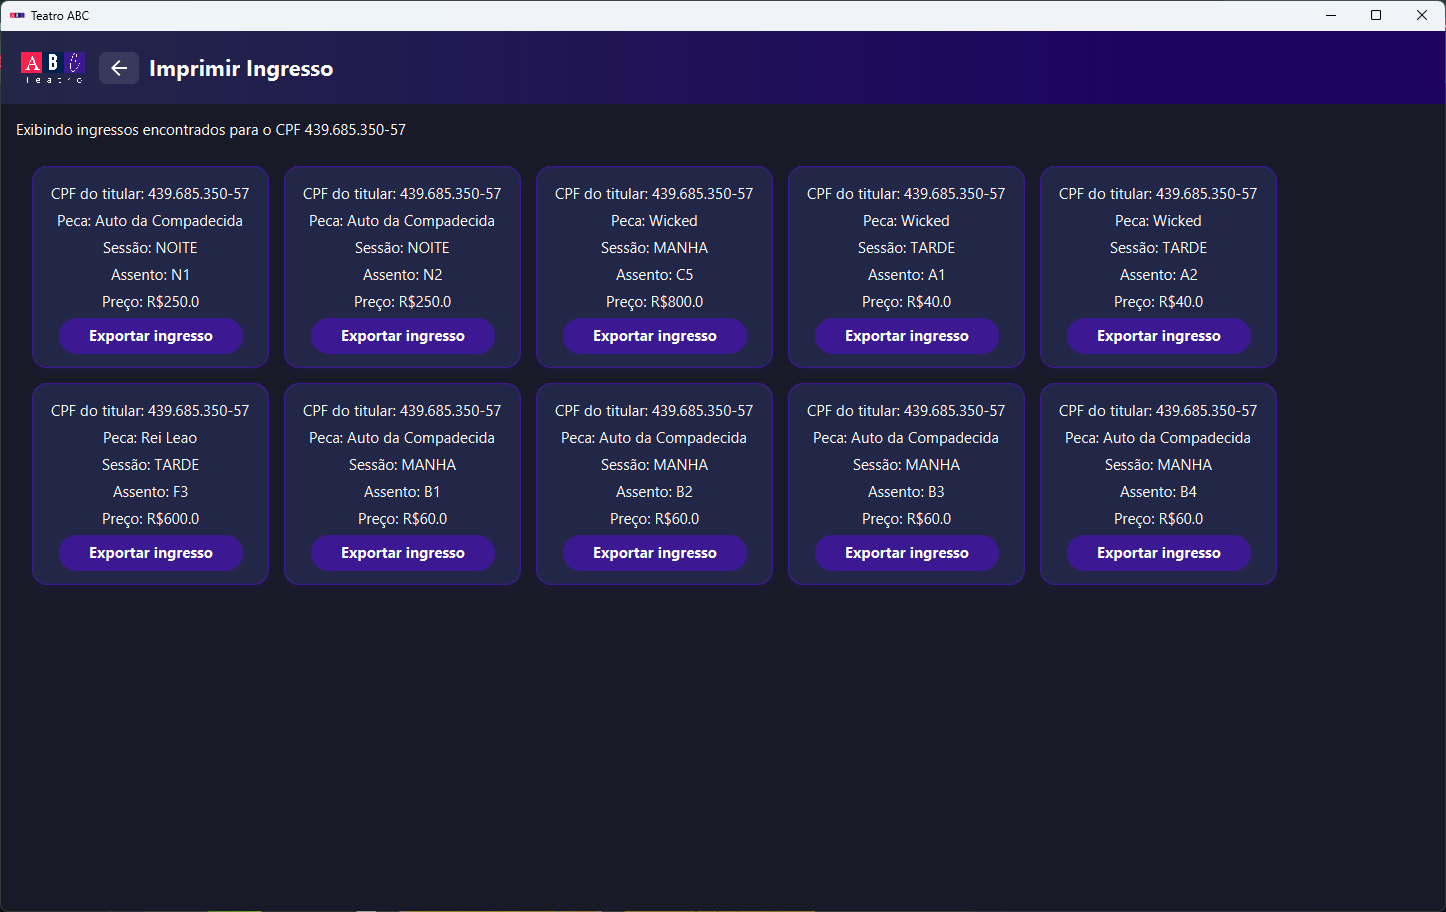 Teatro ABC
ABC
Teatro
Imprimir Ingresso
Exibindo ingressos encontrados para o CPF 439.685.350-57
CPF do titular: 439.685.350-57
Peca: Auto da Compadecida
Sessão: NOITE
Assento: N1
Preço: R$250.0
Exportar ingresso
CPF do titular: 439.685.350-57
Peca: Auto da Compadecida
Sessão: NOITE
Assento: N2
Preço: R$250.0
Exportar ingresso
CPF do titular: 439.685.350-57
Peca: Wicked
Sessão: MANHA
Assento: C5
Preço: R$800.0
Exportar ingresso
CPF do titular: 439.685.350-57
Peca: Wicked
Sessão: TARDE
Assento: A1
Preço: R$40.0
Exportar ingresso
CPF do titular: 439.685.350-57
Peca: Wicked
Sessão: TARDE
Assento: A2
Preço: R$40.0
Exportar ingresso
CPF do titular: 439.685.350-57
Peca: Rei Leao
Sessão: TARDE
Assento: F3
Preço: R$600.0
Exportar ingresso
CPF do titular: 439.685.350-57
Peca: Auto da Compadecida
Sessão: MANHA
Assento: B1
Preço: R$60.0
Exportar ingresso
CPF do titular: 439.685.350-57
Peca: Auto da Compadecida
Sessão: MANHA
Assento: B2
Preço: R$60.0
Exportar ingresso
CPF do titular: 439.685.350-57
Peca: Auto da Compadecida
Sessão: MANHA
Assento: B3
Preço: R$60.0
Exportar ingresso
CPF do titular: 439.685.350-57
Peca: Auto da Compadecida
Sessão: MANHA
Assento: B4
Preço: R$60.0
Exportar ingresso